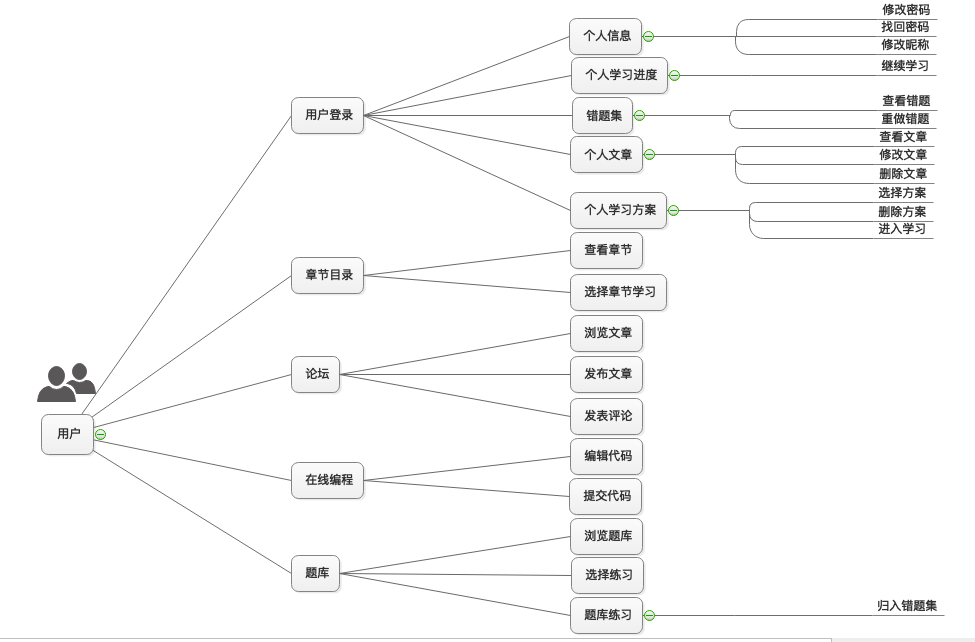 用户
用户登录
个人信息
修改密码
找回密码
修改昵称
个人学习进度
继续学习
错题集
查看错题
重做错题
个人文章
查看文章
修改文章
删除文章
个人学习方案
选择方案
删除方案
进入学习
章节目录
查看章节
选择章节学习
论坛
浏览文章
发布文章
发表评论
在线编程
编辑代码
提交代码
题库
浏览题库
选择练习
题库练习
归入错题集